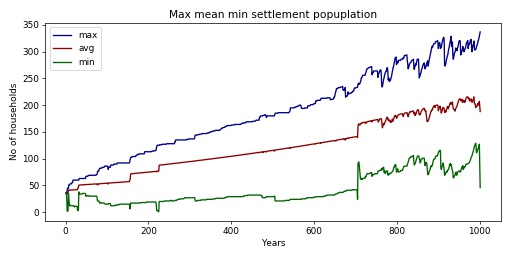 Max mean min settlement popuplation
350
300
250
200
150
100
50
0
No of households
max
avg
min
0 200 400 600 800 1000
Years